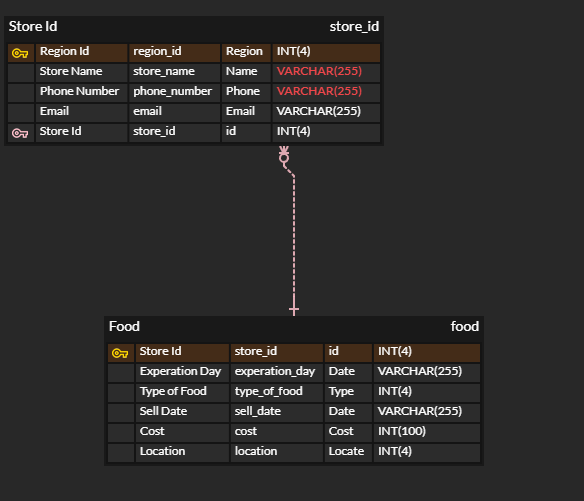 Store Id store_id
Region Id region_id Region INT(4)
Store Name store_name Name VARCHAR(255)
Phone Number phone_number Phone VARCHAR(255)
Email email Email VARCHAR(255)
Store Id store_id id INT(4)
Food food
Store Id store_id id INT(4)
Experation Day experation_day Date VARCHAR(255)
Type of Food type_of_food Type INT(4)
Sell Date sell_date Date VARCHAR(255)
Cost cost Cost INT(100)
Location location Locate INT(4)